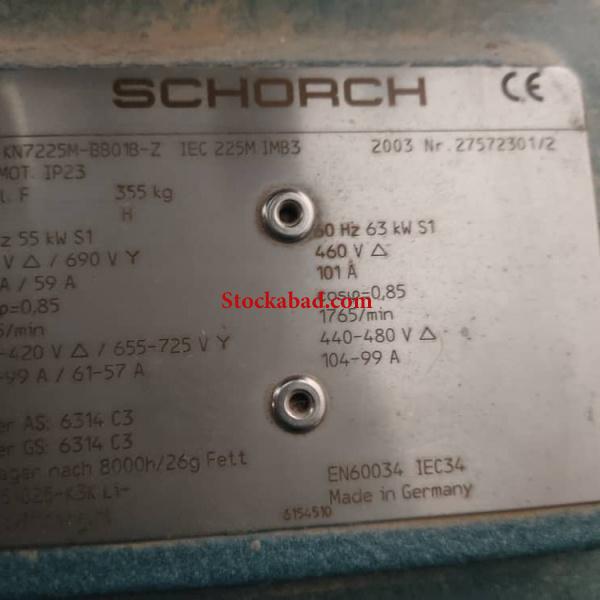 SCHORCH CE
KN7225M-BB01B-Z IEC 225M IMB3 2003 Nr. 27572301/2
MOT. IP23
. F 355 kg
H
z 55 kW S1 60 Hz 63 kW S1
V △ / 690 V Y 460 V △
A / 59 A 101 A
=0,85 cosφ=0,85
/min 1765/min
-420 V △ / 655-725 V Y 440-480 V △
-99 A / 61-57 A 104-99 A
Stockabad.com
er AS: 6314 C3
er GS: 6314 C3
ager nach 8000h/26g Fett
EN60034 IEC34
Made in Germany
6154510